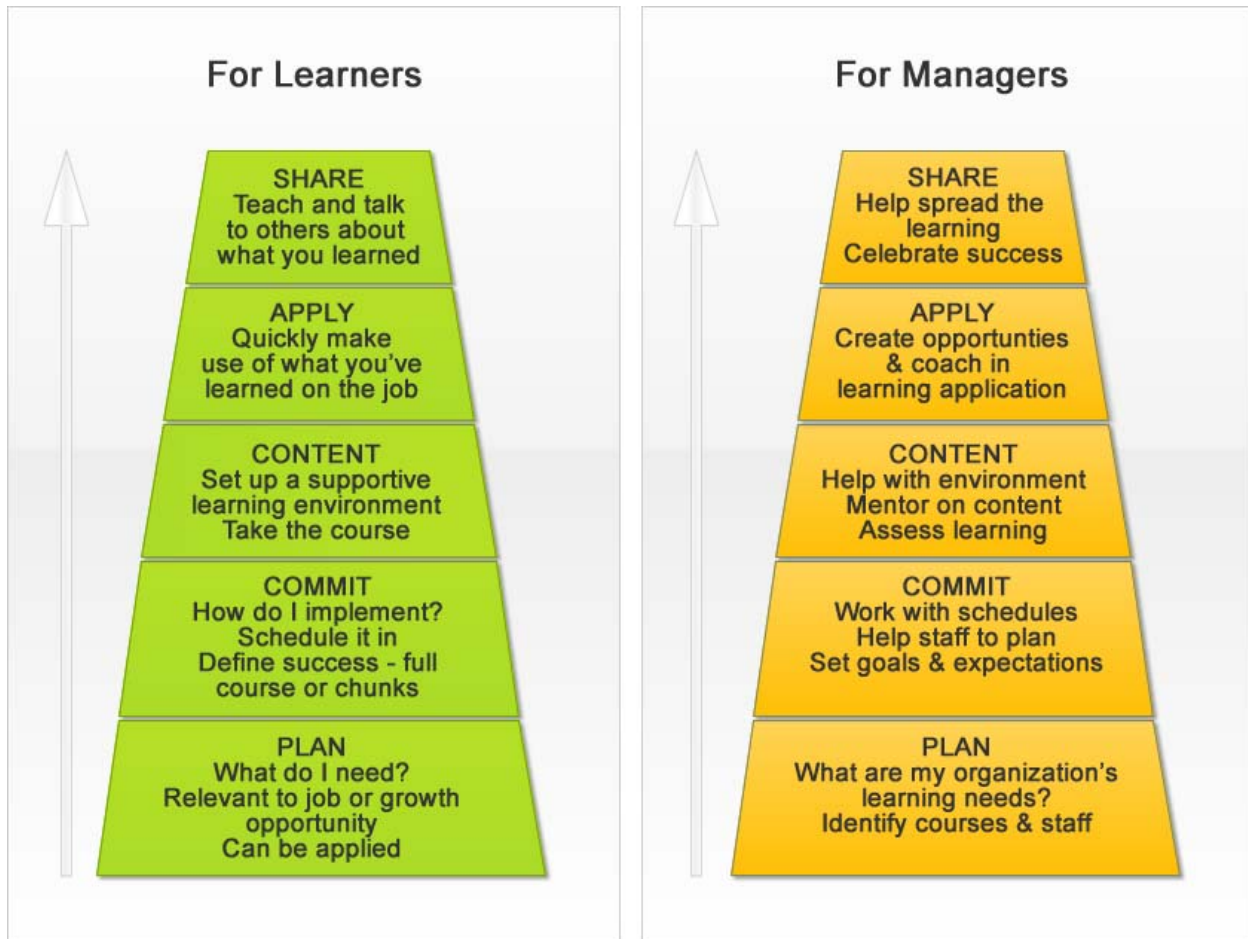 For Learners
SHARE
Teach and talk
to others about
what you learned
APPLY
Quickly make
use of what you've
learned on the job
CONTENT
Set up a supportive
learning environment
Take the course
COMMIT
How do I implement?
Schedule it in
Define success - full
course or chunks
PLAN
What do I need?
Relevant to job or growth
opportunity
Can be applied
For Managers
SHARE
Help spread the
learning
Celebrate success
APPLY
Create opportunties
& coach in
learning application
CONTENT
Help with environment
Mentor on content
Assess learning
COMMIT
Work with schedules
Help staff to plan
Set goals & expectations
PLAN
What are my organization's
learning needs?
Identify courses & staff